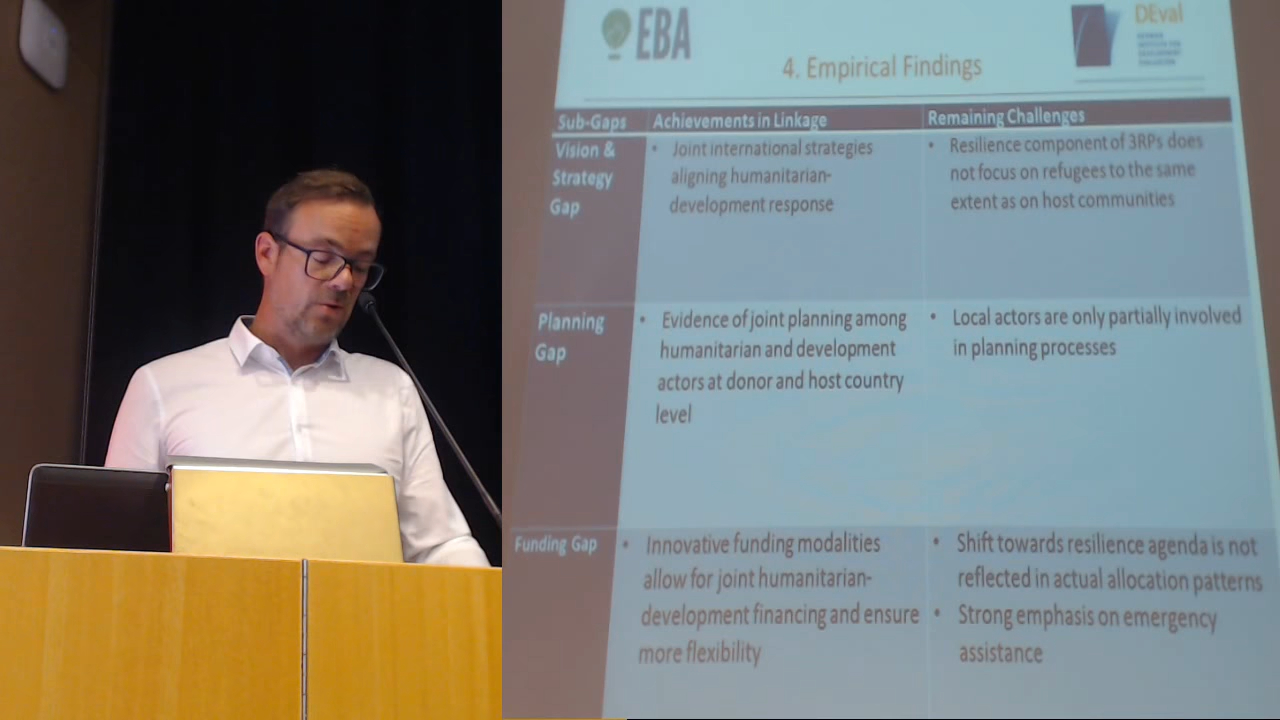 EBA
DEval
4. Empirical Findings
Sub-Gaps
Achievements in Linkage
Remaining Challenges
Vision &
Strategy
Gap
• Joint international strategies
aligning humanitarian-
development response
• Resilience component of 3RPs does
not focus on refugees to the same
extent as on host communities
Planning
Gap
• Evidence of joint planning among
humanitarian and development
actors at donor and host country
level
• Local actors are only partially involved
in planning processes
Funding Gap
• Innovative funding modalities
allow for joint humanitarian-
development financing and ensure
more flexibility
• Shift towards resilience agenda is not
reflected in actual allocation patterns
• Strong emphasis on emergency
assistance